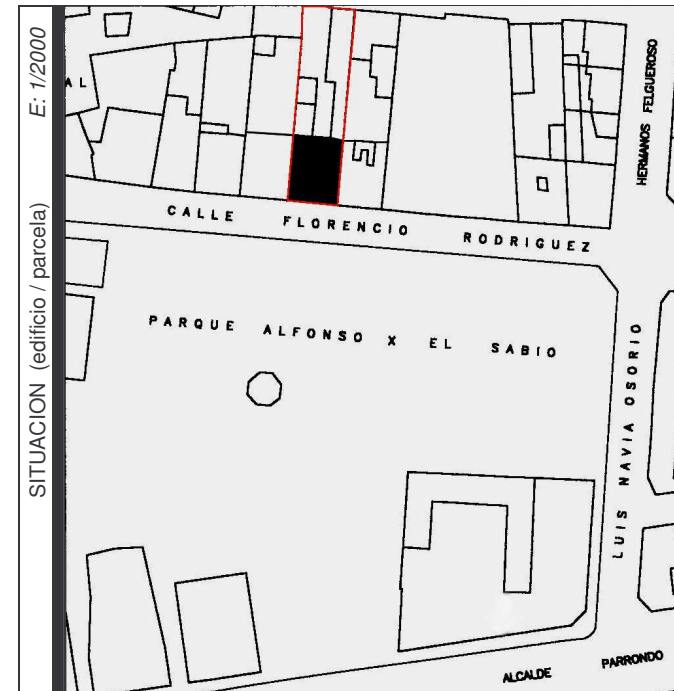 SITUACION (edificio / parcela) E: 1/2000
A L
HERMANOS FELGUEROSO
CALLE FLORENCIO RODRIGUEZ
PARQUE ALFONSO X EL SABIO
LUIS NAVIA OSORIO
ALCALDE PARRONDO